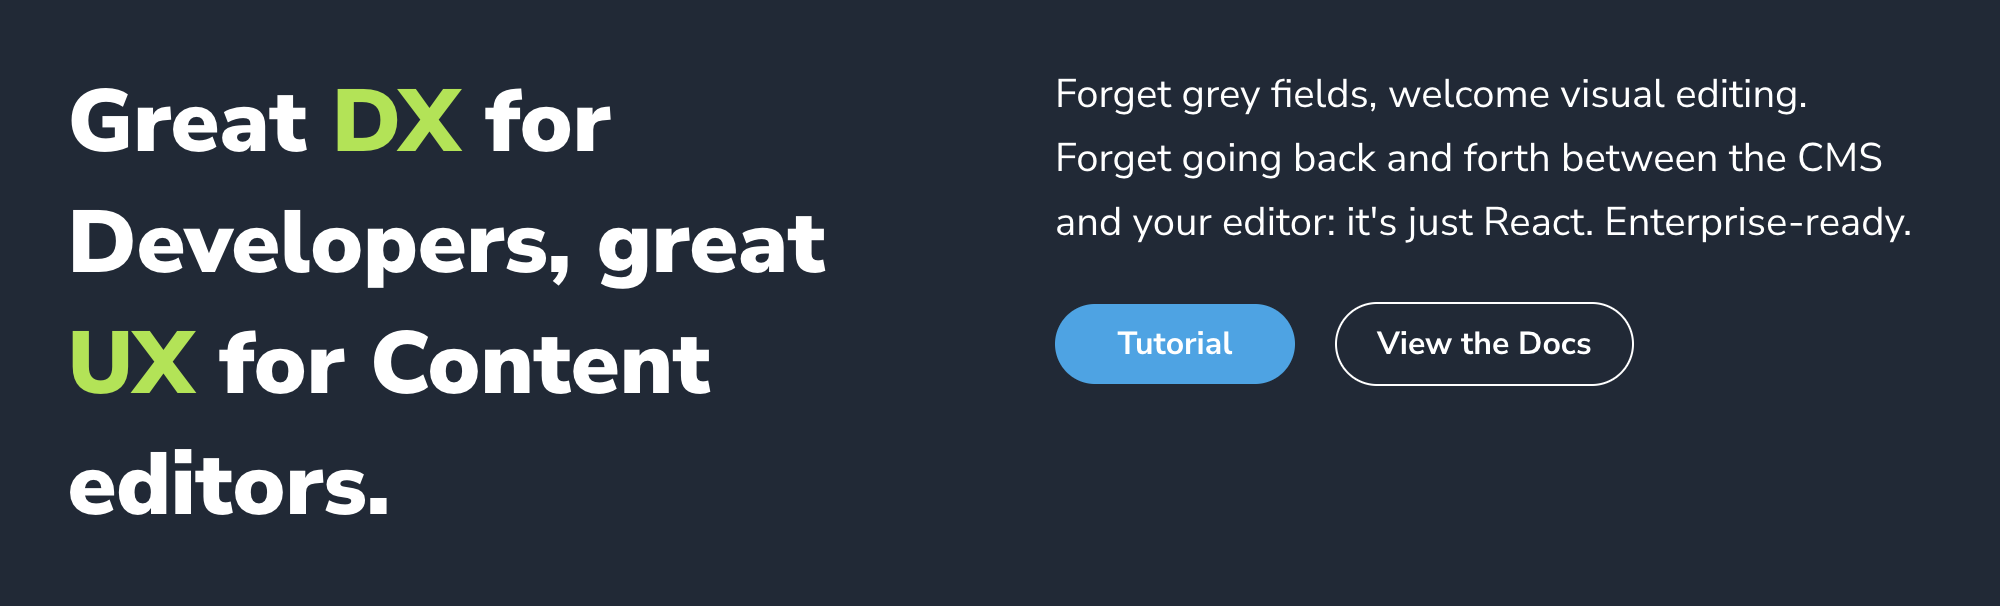 Great DX for
Developers, great
UX for Content
editors.
Forget grey fields, welcome visual editing.
Forget going back and forth between the CMS
and your editor: it's just React. Enterprise-ready.
Tutorial
View the Docs